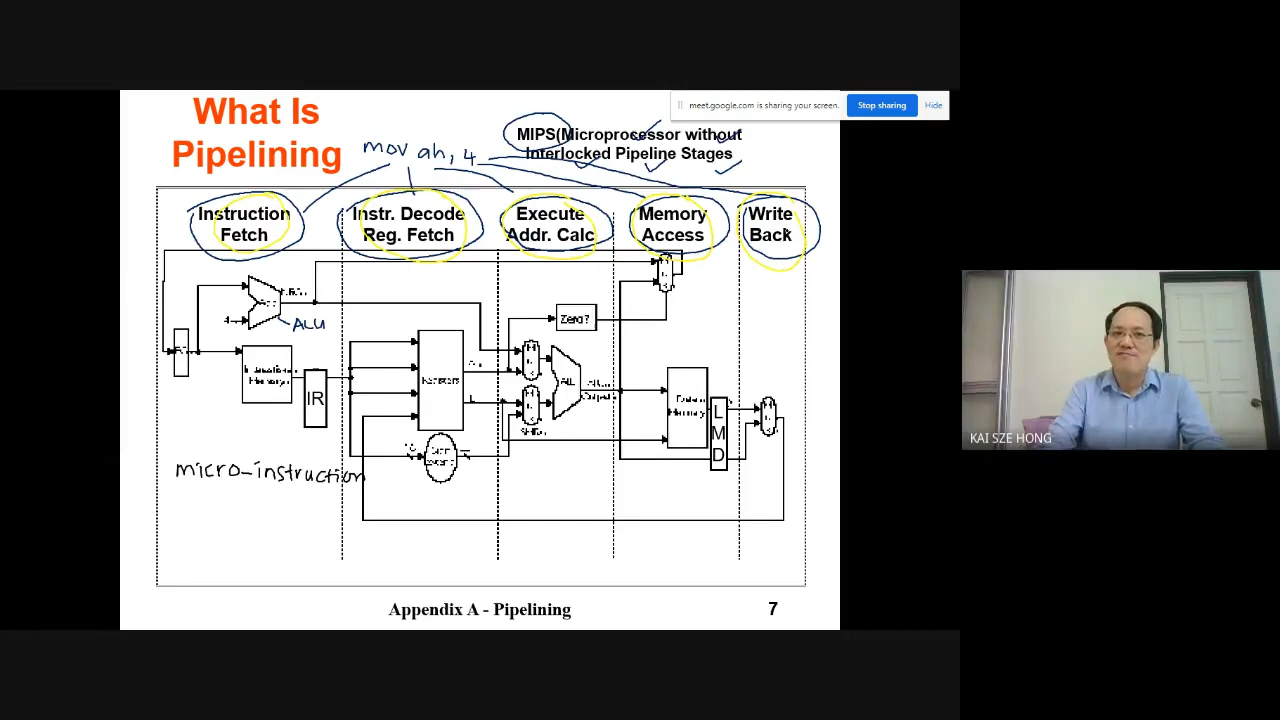 What Is
Pipelining
meet.google.com is sharing your screen.
Stop sharing
Hide
MIPS(Microprocessor without
Interlocked Pipeline Stages
mov ah, 4
Instruction
Fetch
Instr. Decode
Reg. Fetch
Execute
Addr. Calc
Memory
Access
Write
Back
ALU
4
Zero?
IR
L
M
D
micro-instruction
KAI SZE HONG
Appendix A - Pipelining
7